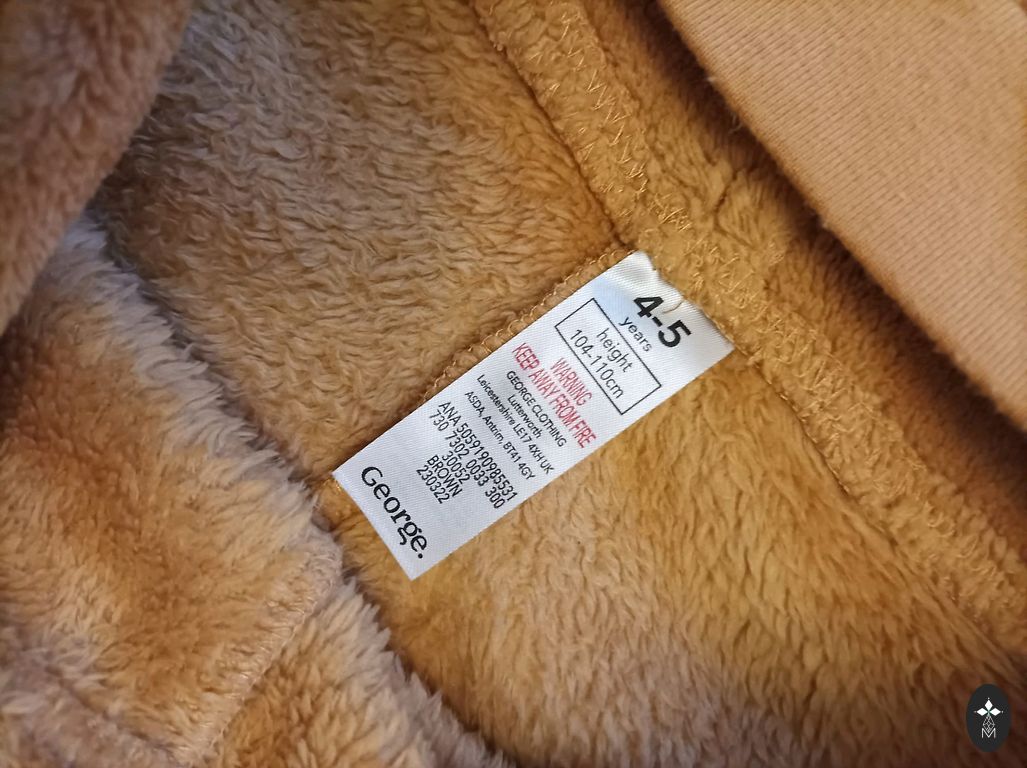 4-5
years
height
104-110cm
WARNING
KEEP AWAY FROM FIRE
GEORGE CLOTHING
Lutterworth
Leicestershire LE17 4XH UK
ASDA, Antrim, BT41 4GY
ANA 5059190985531
730 7302 0033 300
30052
BROWN
230322
George.
M